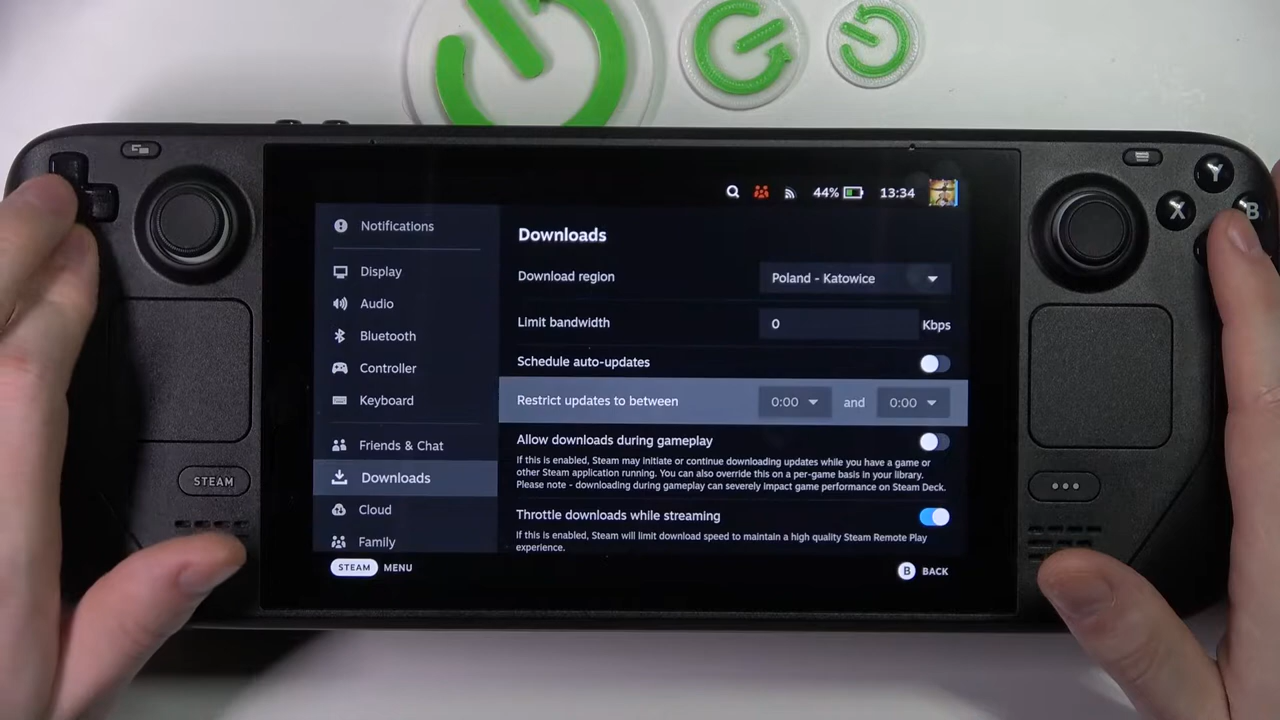 44% 13:34
Notifications
Display
Audio
Bluetooth
Controller
Keyboard
Friends & Chat
Downloads
Cloud
Family
Downloads
Download region Poland - Katowice
Limit bandwidth 0 Kbps
Schedule auto-updates
Restrict updates to between 0:00 and 0:00
Allow downloads during gameplay
If this is enabled, Steam may initiate or continue downloading updates while you have a game or
other Steam application running. You can also override this on a per-game basis in your library.
Please note - downloading during gameplay can severely impact game performance on Steam Deck.
Throttle downloads while streaming
If this is enabled, Steam will limit download speed to maintain a high quality Steam Remote Play
experience.
STEAM MENU
B BACK
STEAM
Y
X
B